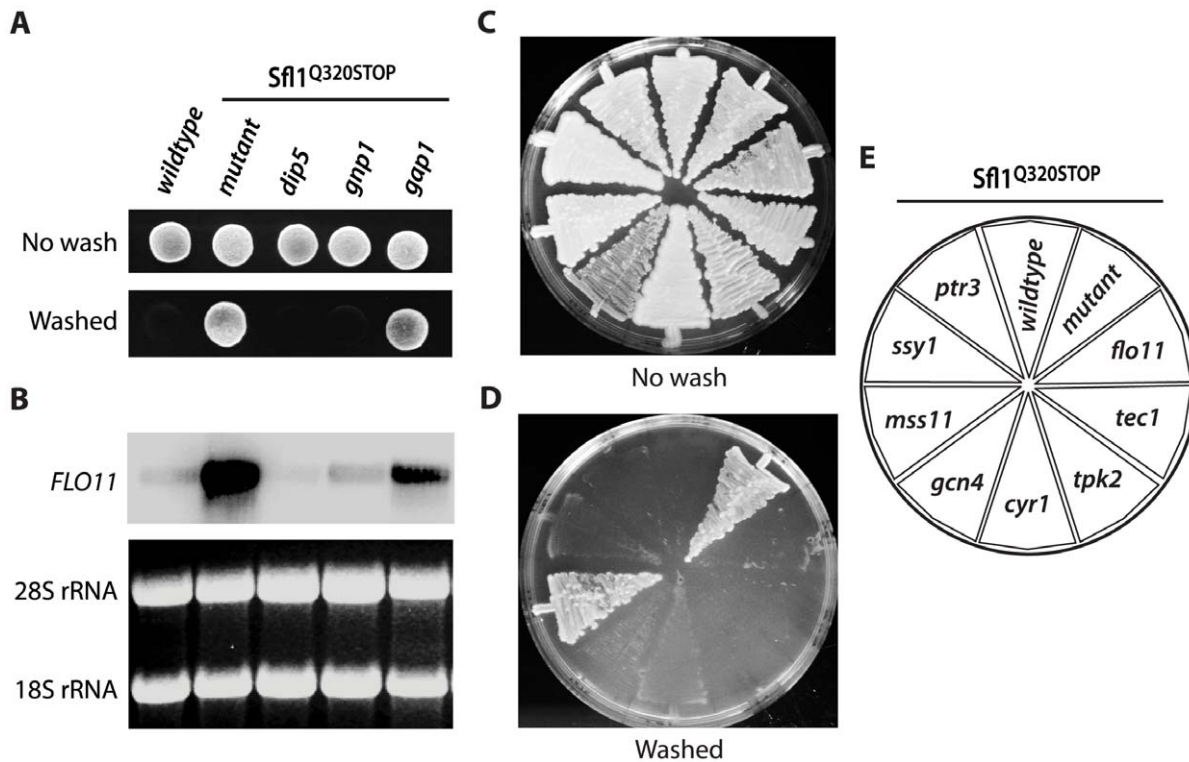 A
Sfl1Q320STOP
wildtype
mutant
dip5
gnp1
gap1
No wash
Washed
B
FLO11
28S rRNA
18S rRNA
C
No wash
D
Washed
E
Sfl1Q320STOP
wildtype
mutant
flo11
tec1
tpk2
cyr1
gcn4
mss11
ssy1
ptr3